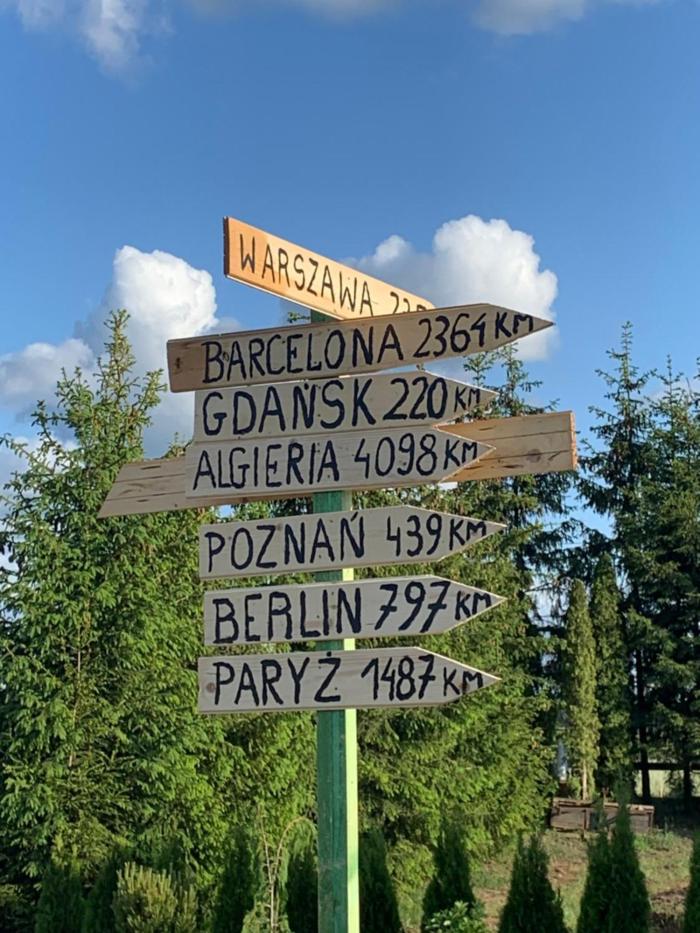 WARSZAWA
BARCELONA 2364 KM
GDAŃSK 220 KM
ALGIERIA 4098 KM
POZNAŃ 439 KM
BERLIN 797 KM
PARYŻ 1487 KM